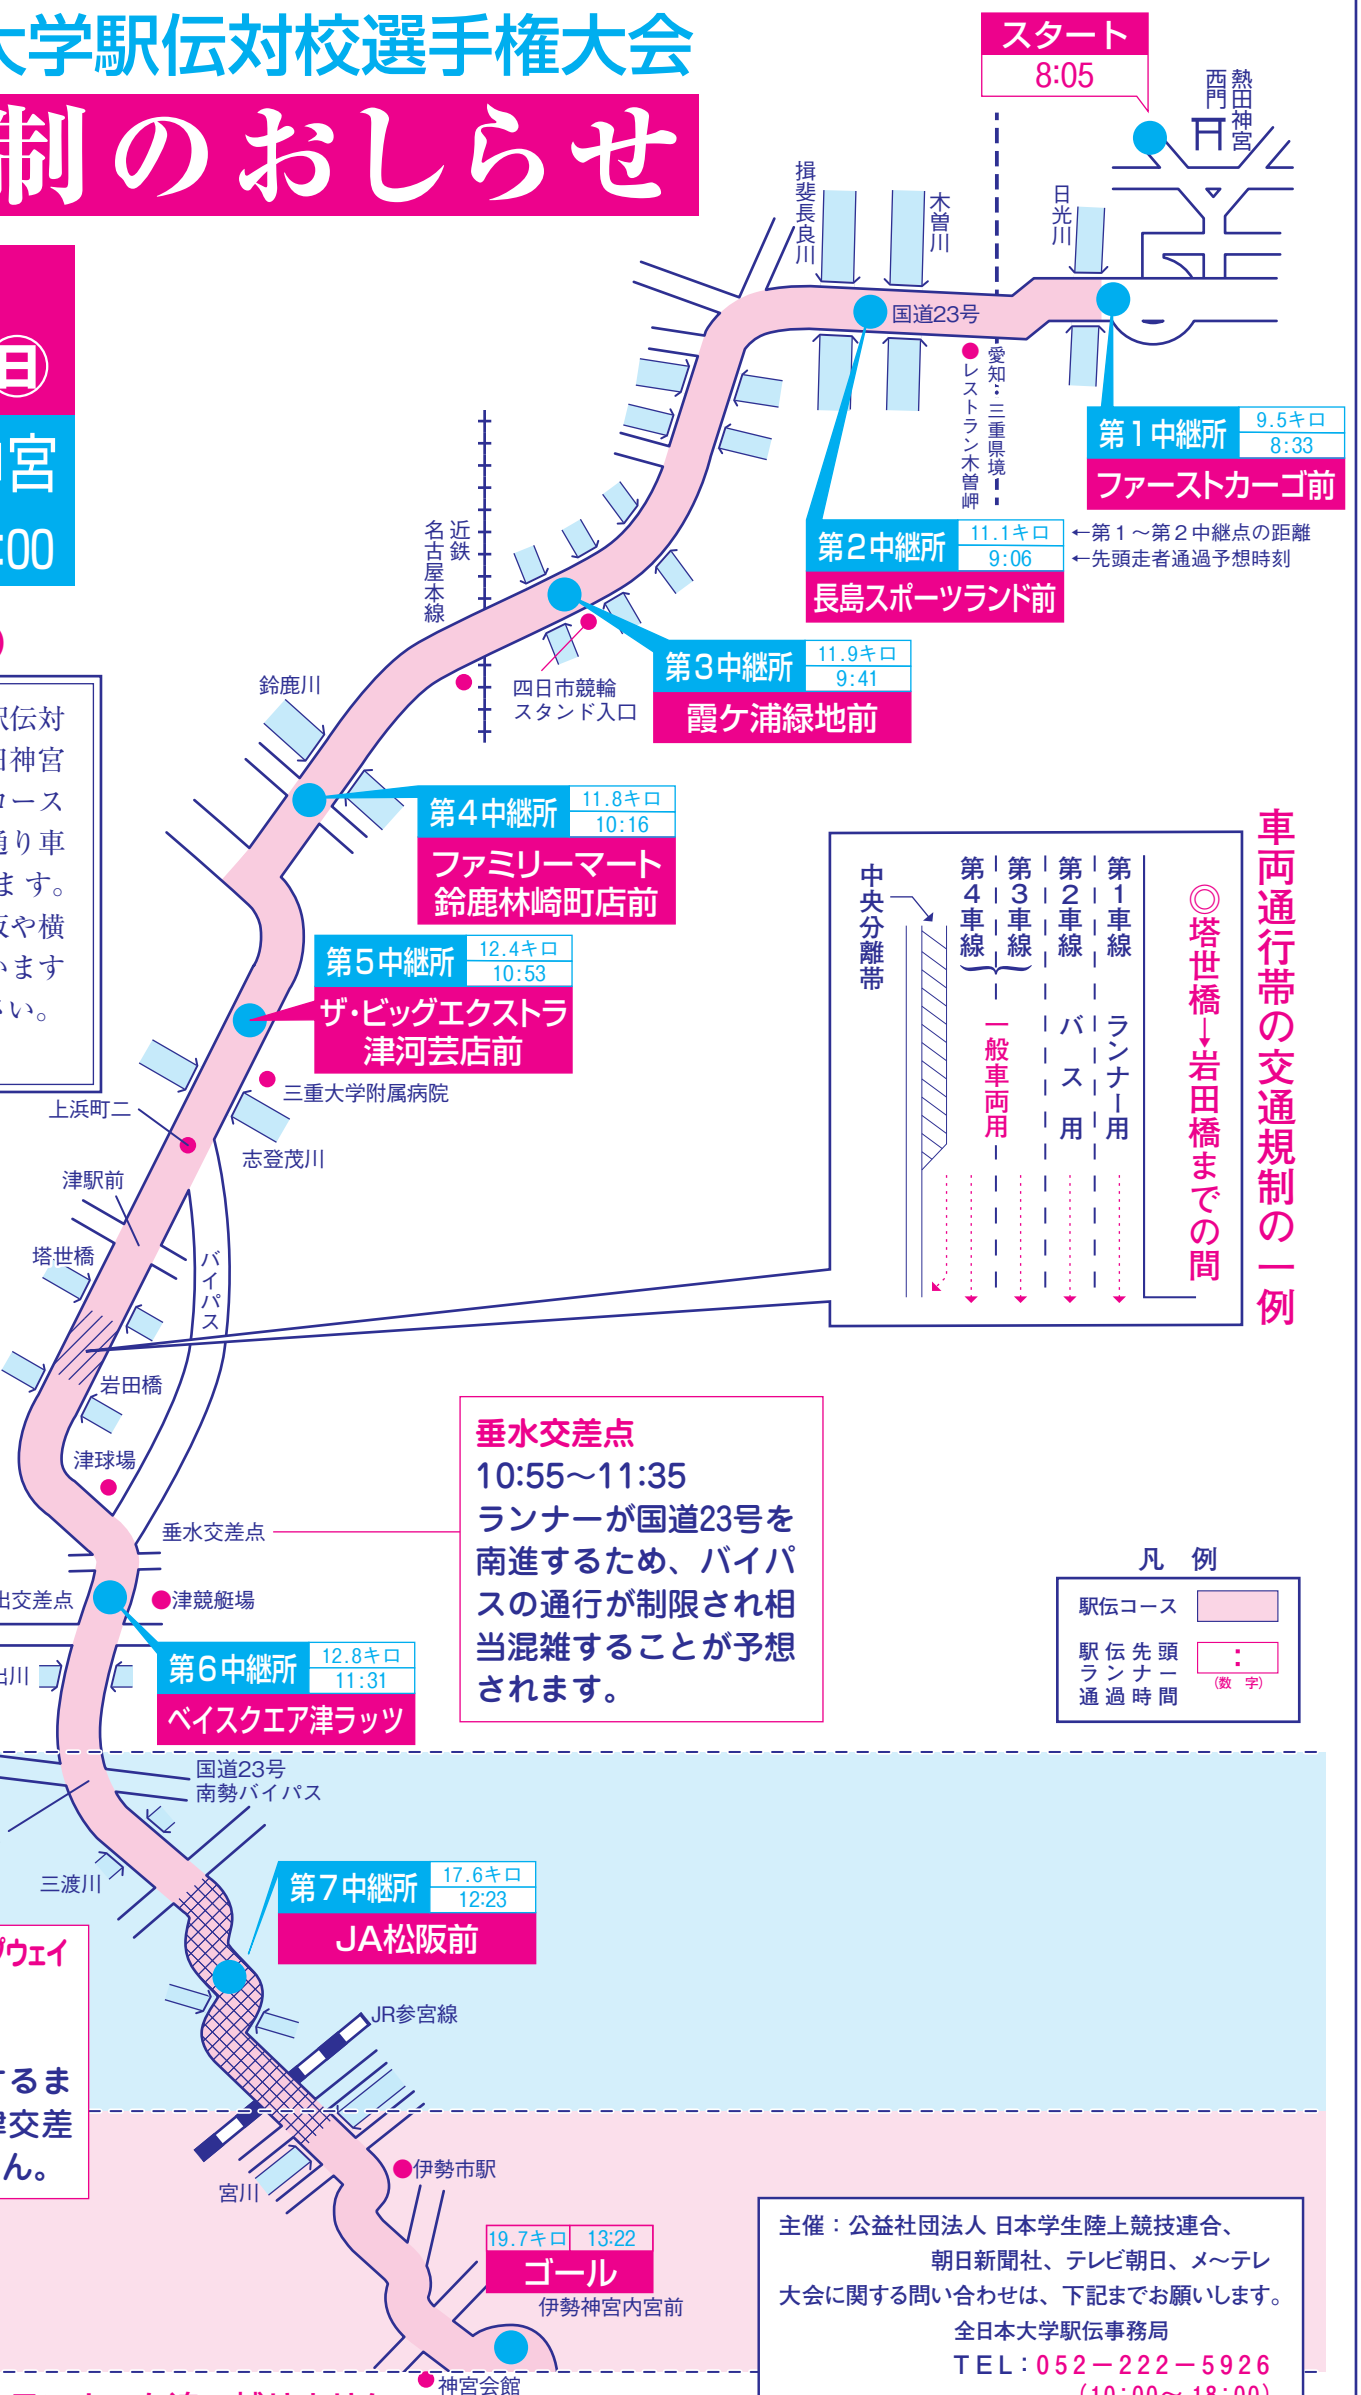 大学駅伝対校選手権大会
制のおしらせ
スタート
8:05
熱田神宮
西門
日光川
木曽川
揖斐長良川
国道23号
愛知・三重県境
レストラン木曽岬
第1中継所
9.5キロ
8:33
ファーストカーゴ前
第2中継所
11.1キロ
9:06
長島スポーツランド前
←第1〜第2中継点の距離
←先頭走者通過予想時刻
日
宮
:00
近鉄
名古屋本線
第3中継所
11.9キロ
9:41
霞ケ浦緑地前
四日市競輪
スタンド入口
駅伝対
田神宮
コース
通り車
ます。
板や横
います
さい。
鈴鹿川
第4中継所
11.8キロ
10:16
ファミリーマート
鈴鹿林崎町店前
第5中継所
12.4キロ
10:53
ザ・ビッグエクストラ
津河芸店前
三重大学附属病院
上浜町二
志登茂川
津駅前
塔世橋
バイパス
岩田橋
津球場
車両通行帯の交通規制の一例
◎塔世橋→岩田橋までの間
第1車線 ランナー用
第2車線 バス用
第3車線
第4車線
一般車両用
中央分離帯
垂水交差点
垂水交差点
10:55〜11:35
ランナーが国道23号を
南進するため、バイパ
スの通行が制限され相
当混雑することが予想
されます。
出交差点
津競艇場
出川
第6中継所
12.8キロ
11:31
ベイスクエア津ラッツ
凡 例
駅伝コース
駅伝先頭
ランナー
通過時間
:
(数 字)
国道23号
南勢バイパス
三渡川
第7中継所
17.6キロ
12:23
JA松阪前
プウェイ
するま
津交差
ん。
JR参宮線
宮川
伊勢市駅
19.7キロ
13:22
ゴール
伊勢神宮内宮前
神宮会館
主催：公益社団法人 日本学生陸上競技連合、
朝日新聞社、テレビ朝日、メ〜テレ
大会に関する問い合わせは、下記までお願いします。
全日本大学駅伝事務局
TEL：052－222－5926
(10:00〜18:00)